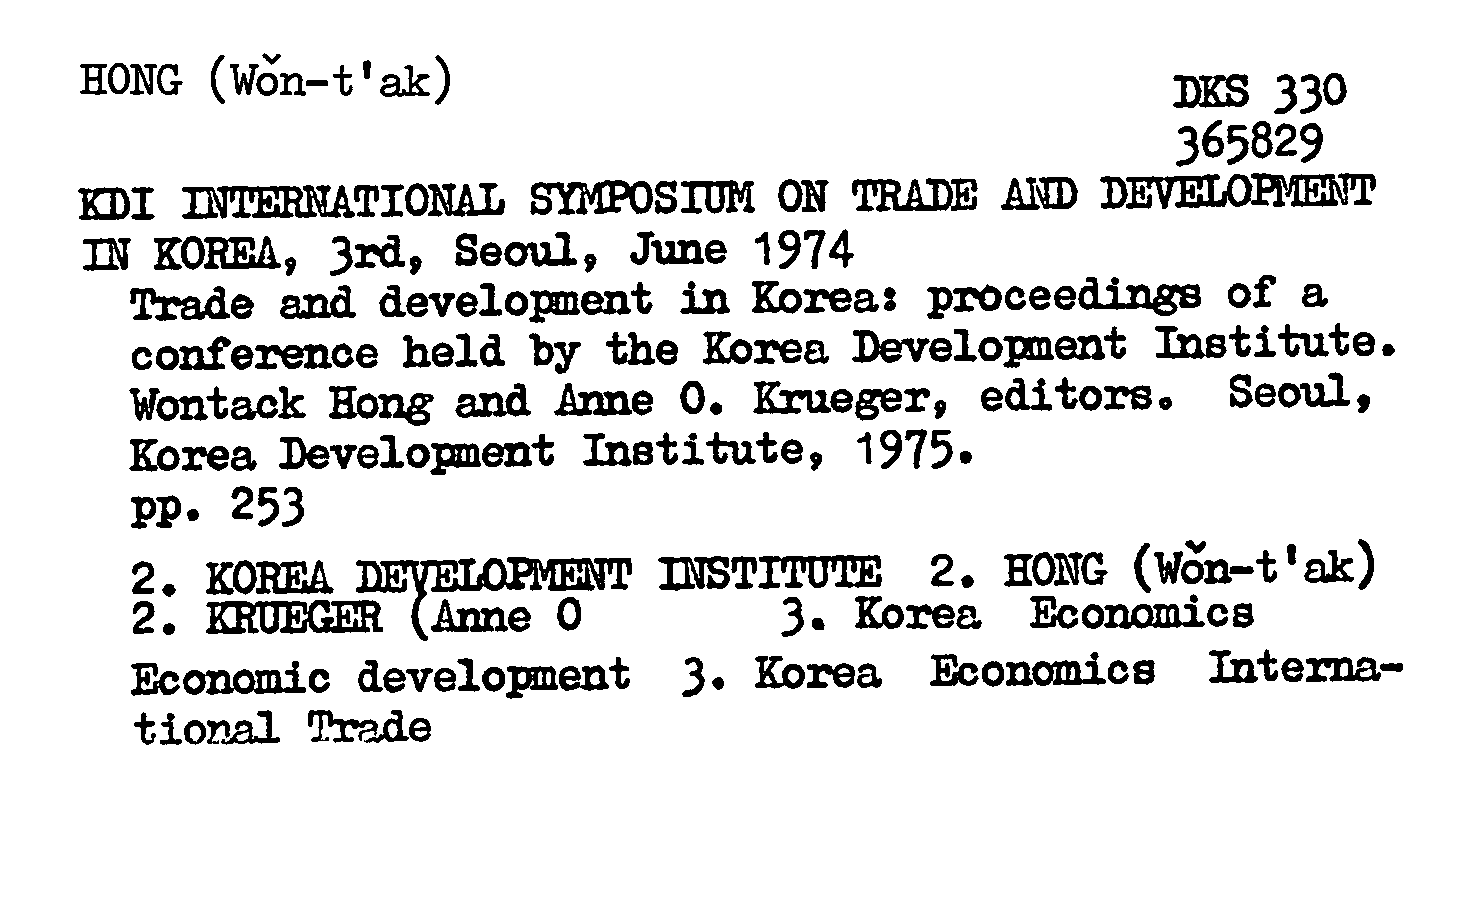 HONG (Wŏn-t'ak)
DKS 330
365829
KDI INTERNATIONAL SYMPOSIUM ON TRADE AND DEVELOPMENT
IN KOREA, 3rd, Seoul, June 1974
Trade and development in Korea: proceedings of a
conference held by the Korea Development Institute.
Wontack Hong and Anne O. Krueger, editors. Seoul,
Korea Development Institute, 1975.
pp. 253
2. KOREA DEVELOPMENT INSTITUTE 2. HONG (Wŏn-t'ak)
2. KRUEGER (Anne O 3. Korea Economics
Economic development 3. Korea Economics Interna-
tional Trade